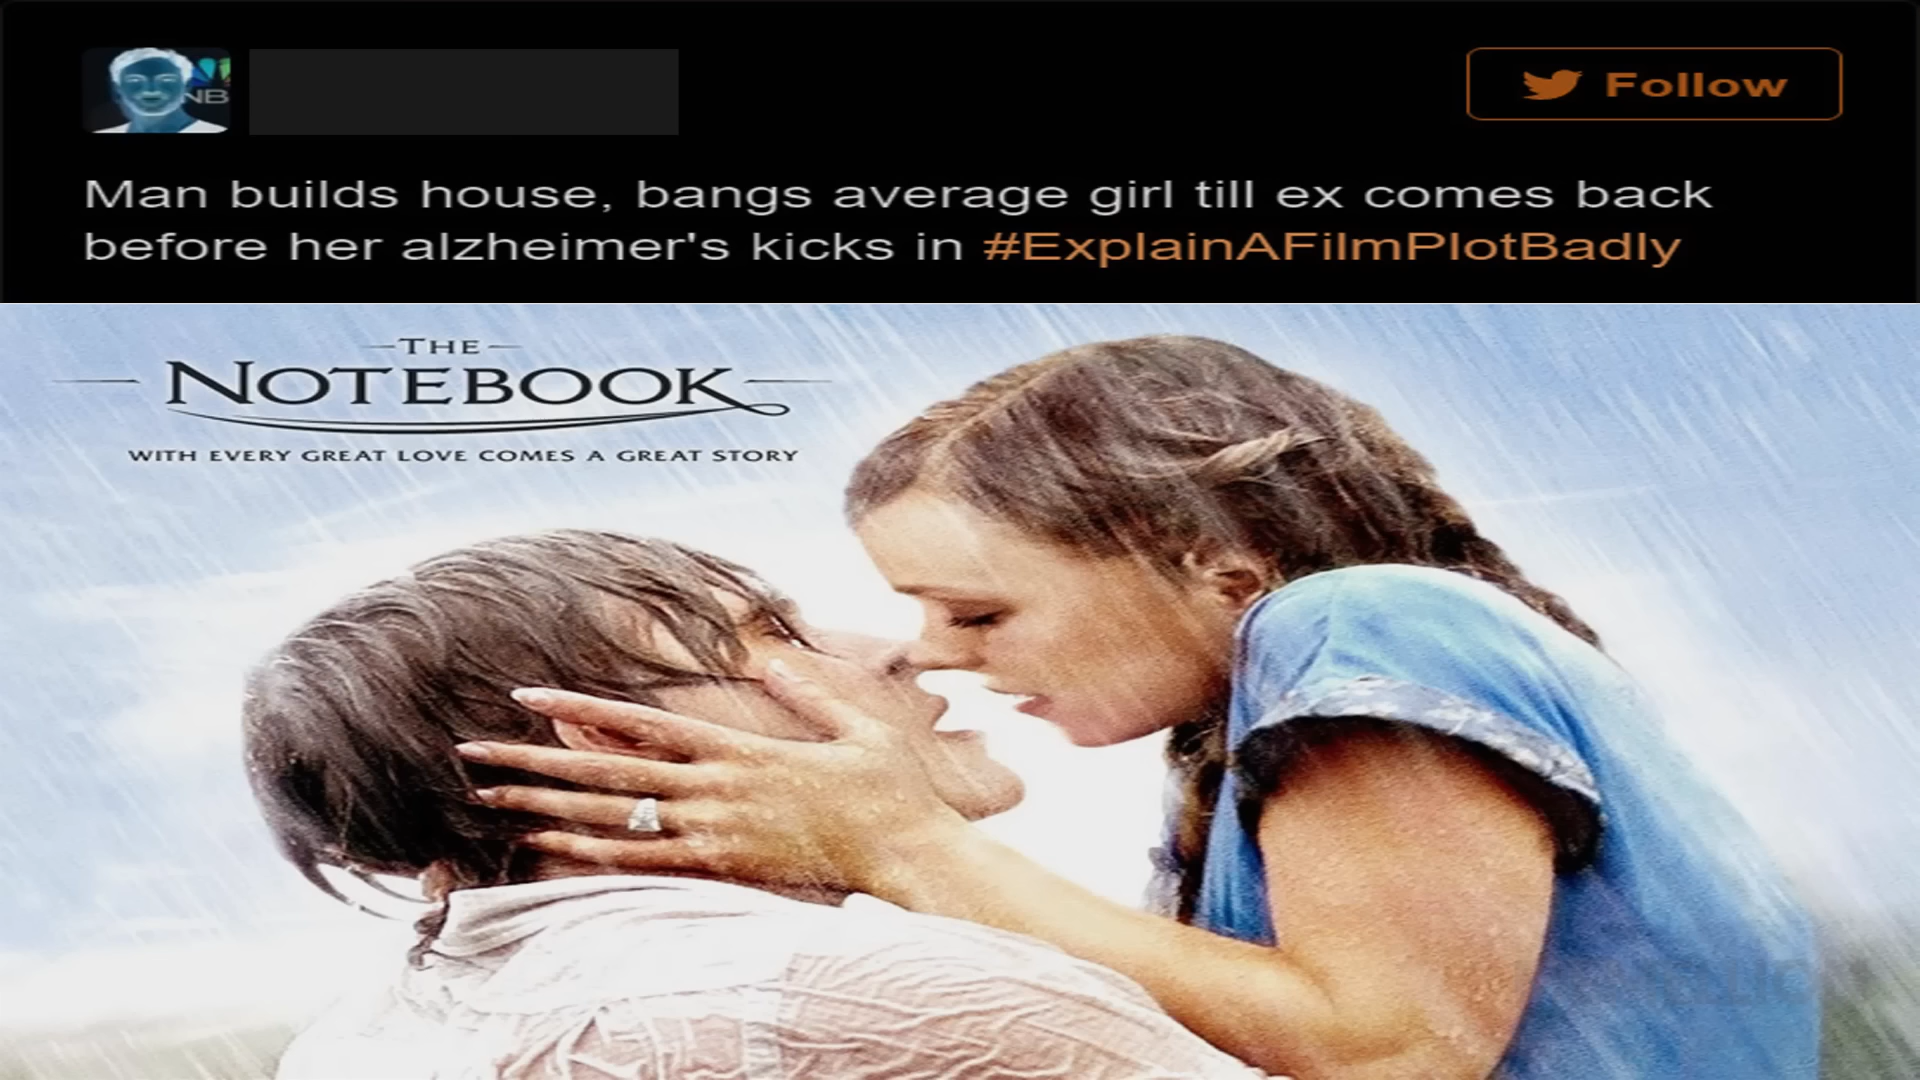 NB
Follow
Man builds house, bangs average girl till ex comes back
before her alzheimer's kicks in #ExplainAFilmPlotBadly
THE
NOTEBOOK
WITH EVERY GREAT LOVE COMES A GREAT STORY